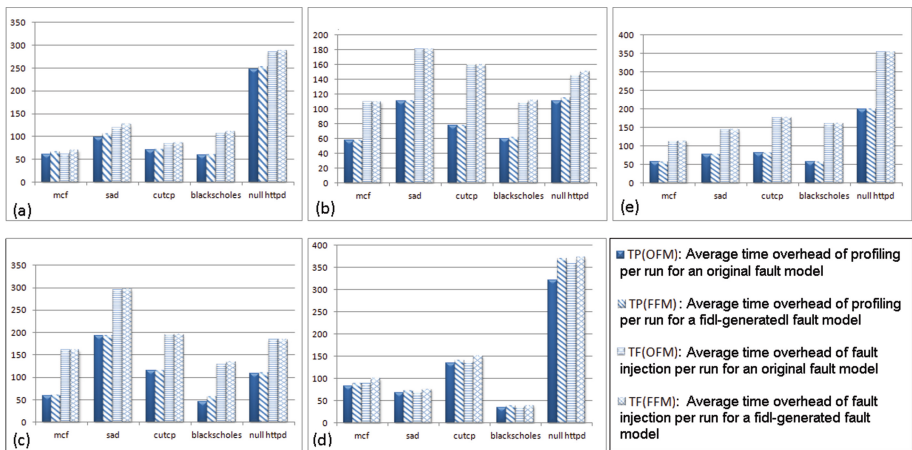 350
300
250
200
150
100
50
0
mcf sad cutcp blackscholes null httpd
(a)
200
180
160
140
120
100
80
60
40
20
0
mcf sad cutcp blackscholes null httpd
(b)
400
350
300
250
200
150
100
50
0
mcf sad cutcp blackscholes null httpd
(e)
350
300
250
200
150
100
50
0
mcf sad cutcp blackscholes null httpd
(c)
400
350
300
250
200
150
100
50
0
mcf sad cutcp blackscholes null httpd
(d)
TP(OFM): Average time overhead of profiling
per run for an original fault model
TP(FFM) : Average time overhead of profiling
per run for a fidl-generatedl fault model
TF(OFM): Average time overhead of fault
injection per run for an original fault model
TF(FFM): Average time overhead of fault
injection per run for a fidl-generated fault
model